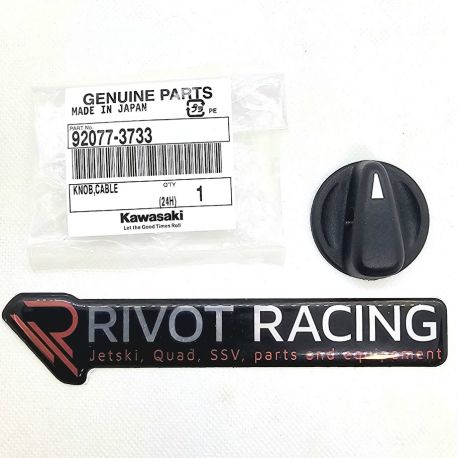 GENUINE PARTS
MADE IN JAPAN
PE
PART No.
92077-3733
KNOB,CABLE
Q'TY
(24H) 1
Kawasaki
Let the Good Times Roll
RIVOT RACING
Jetski, Quad, SSV, parts and equipement